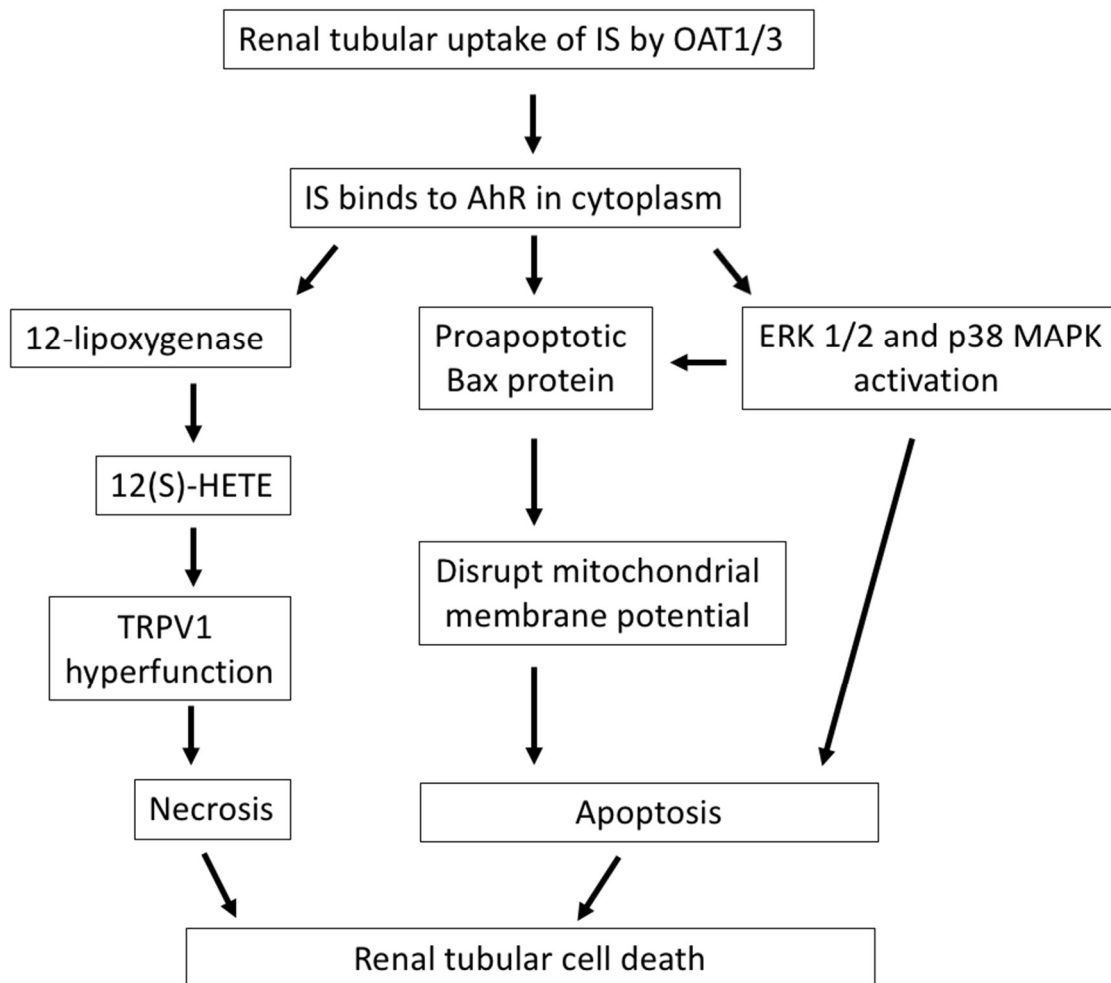 Renal tubular uptake of IS by OAT1/3
IS binds to AhR in cytoplasm
12-lipoxygenase
Proapoptotic
Bax protein
ERK 1/2 and p38 MAPK
activation
12(S)-HETE
Disrupt mitochondrial
membrane potential
TRPV1
hyperfunction
Necrosis
Apoptosis
Renal tubular cell death